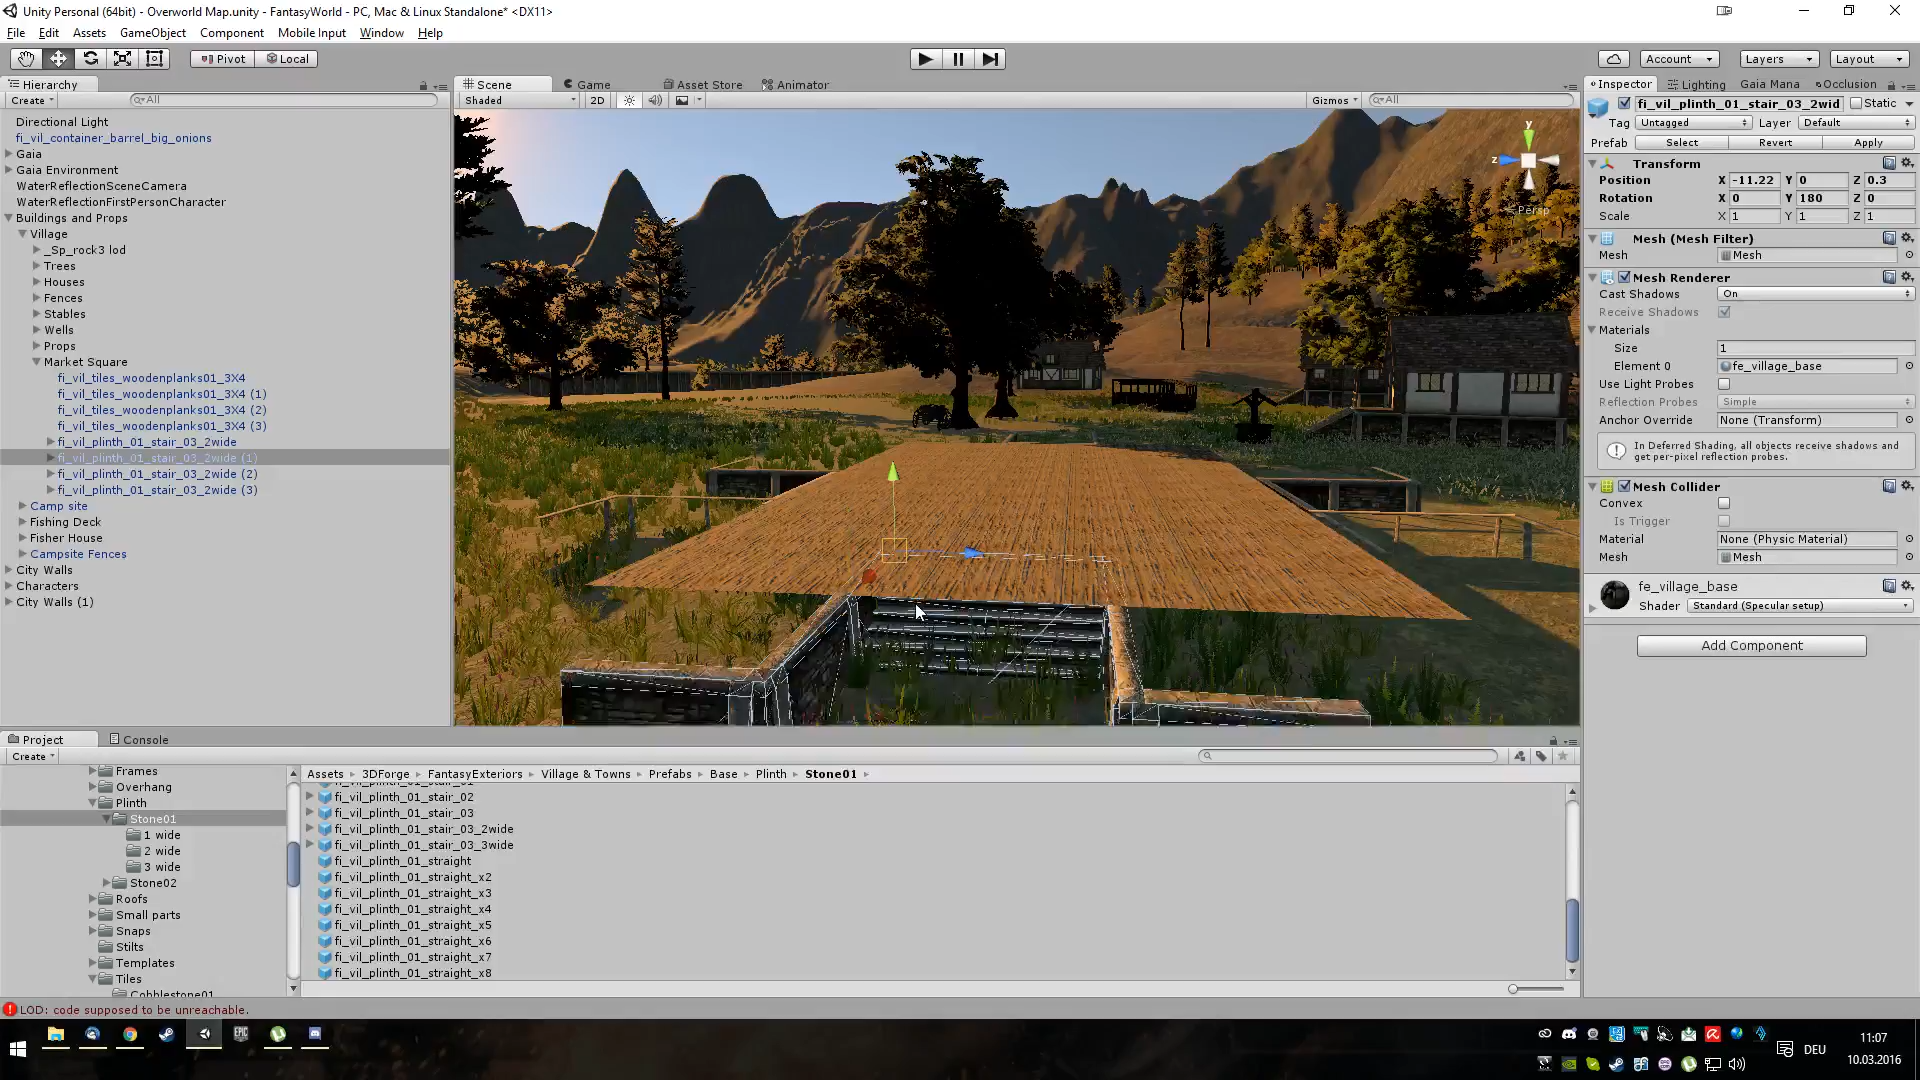 Unity Personal (64bit) - Overworld Map.unity - FantasyWorld - PC, Mac & Linux Standalone* <DX11>
File Edit Assets GameObject Component Mobile Input Window Help
Pivot Local Account Layers Layout
Hierarchy
Create All
Directional Light
fi_vil_container_barrel_big_onions
Gaia
Gaia Environment
WaterReflectionSceneCamera
WaterReflectionFirstPersonCharacter
Buildings and Props
Village
_Sp_rock3 lod
Trees
Houses
Fences
Stables
Wells
Props
Market Square
fi_vil_tiles_woodenplanks01_3X4
fi_vil_tiles_woodenplanks01_3X4 (1)
fi_vil_tiles_woodenplanks01_3X4 (2)
fi_vil_tiles_woodenplanks01_3X4 (3)
fi_vil_plinth_01_stair_03_2wide
fi_vil_plinth_01_stair_03_2wide (1)
fi_vil_plinth_01_stair_03_2wide (2)
fi_vil_plinth_01_stair_03_2wide (3)
Camp site
Fishing Deck
Fisher House
Campsite Fences
City Walls
Characters
City Walls (1)
Scene Game Asset Store Animator
Shaded 2D Gizmos All
y
z
Persp
Inspector Lighting Gaia Mana Occlusion
fi_vil_plinth_01_stair_03_2wid Static
Tag Untagged Layer Default
Prefab Select Revert Apply
Transform
Position X -11.22 Y 0 Z 0.3
Rotation X 0 Y 180 Z 0
Scale X 1 Y 1 Z 1
Mesh (Mesh Filter)
Mesh Mesh
Mesh Renderer
Cast Shadows On
Receive Shadows
Materials
Size 1
Element 0 fe_village_base
Use Light Probes
Reflection Probes Simple
Anchor Override None (Transform)
In Deferred Shading, all objects receive shadows and
get per-pixel reflection probes.
Mesh Collider
Convex
Is Trigger
Material None (Physic Material)
Mesh Mesh
fe_village_base
Shader Standard (Specular setup)
Add Component
Project Console
Create
Frames
Overhang
Plinth
Stone01
1 wide
2 wide
3 wide
Stone02
Roofs
Small parts
Snaps
Stilts
Templates
Tiles
Cobblestone01
Assets 3DForge FantasyExteriors Village & Towns Prefabs Base Plinth Stone01
fi_vil_plinth_01_stair_02
fi_vil_plinth_01_stair_03
fi_vil_plinth_01_stair_03_2wide
fi_vil_plinth_01_stair_03_3wide
fi_vil_plinth_01_straight
fi_vil_plinth_01_straight_x2
fi_vil_plinth_01_straight_x3
fi_vil_plinth_01_straight_x4
fi_vil_plinth_01_straight_x5
fi_vil_plinth_01_straight_x6
fi_vil_plinth_01_straight_x7
fi_vil_plinth_01_straight_x8
LOD: code supposed to be unreachable.
EPIC
DEU
11:07
10.03.2016